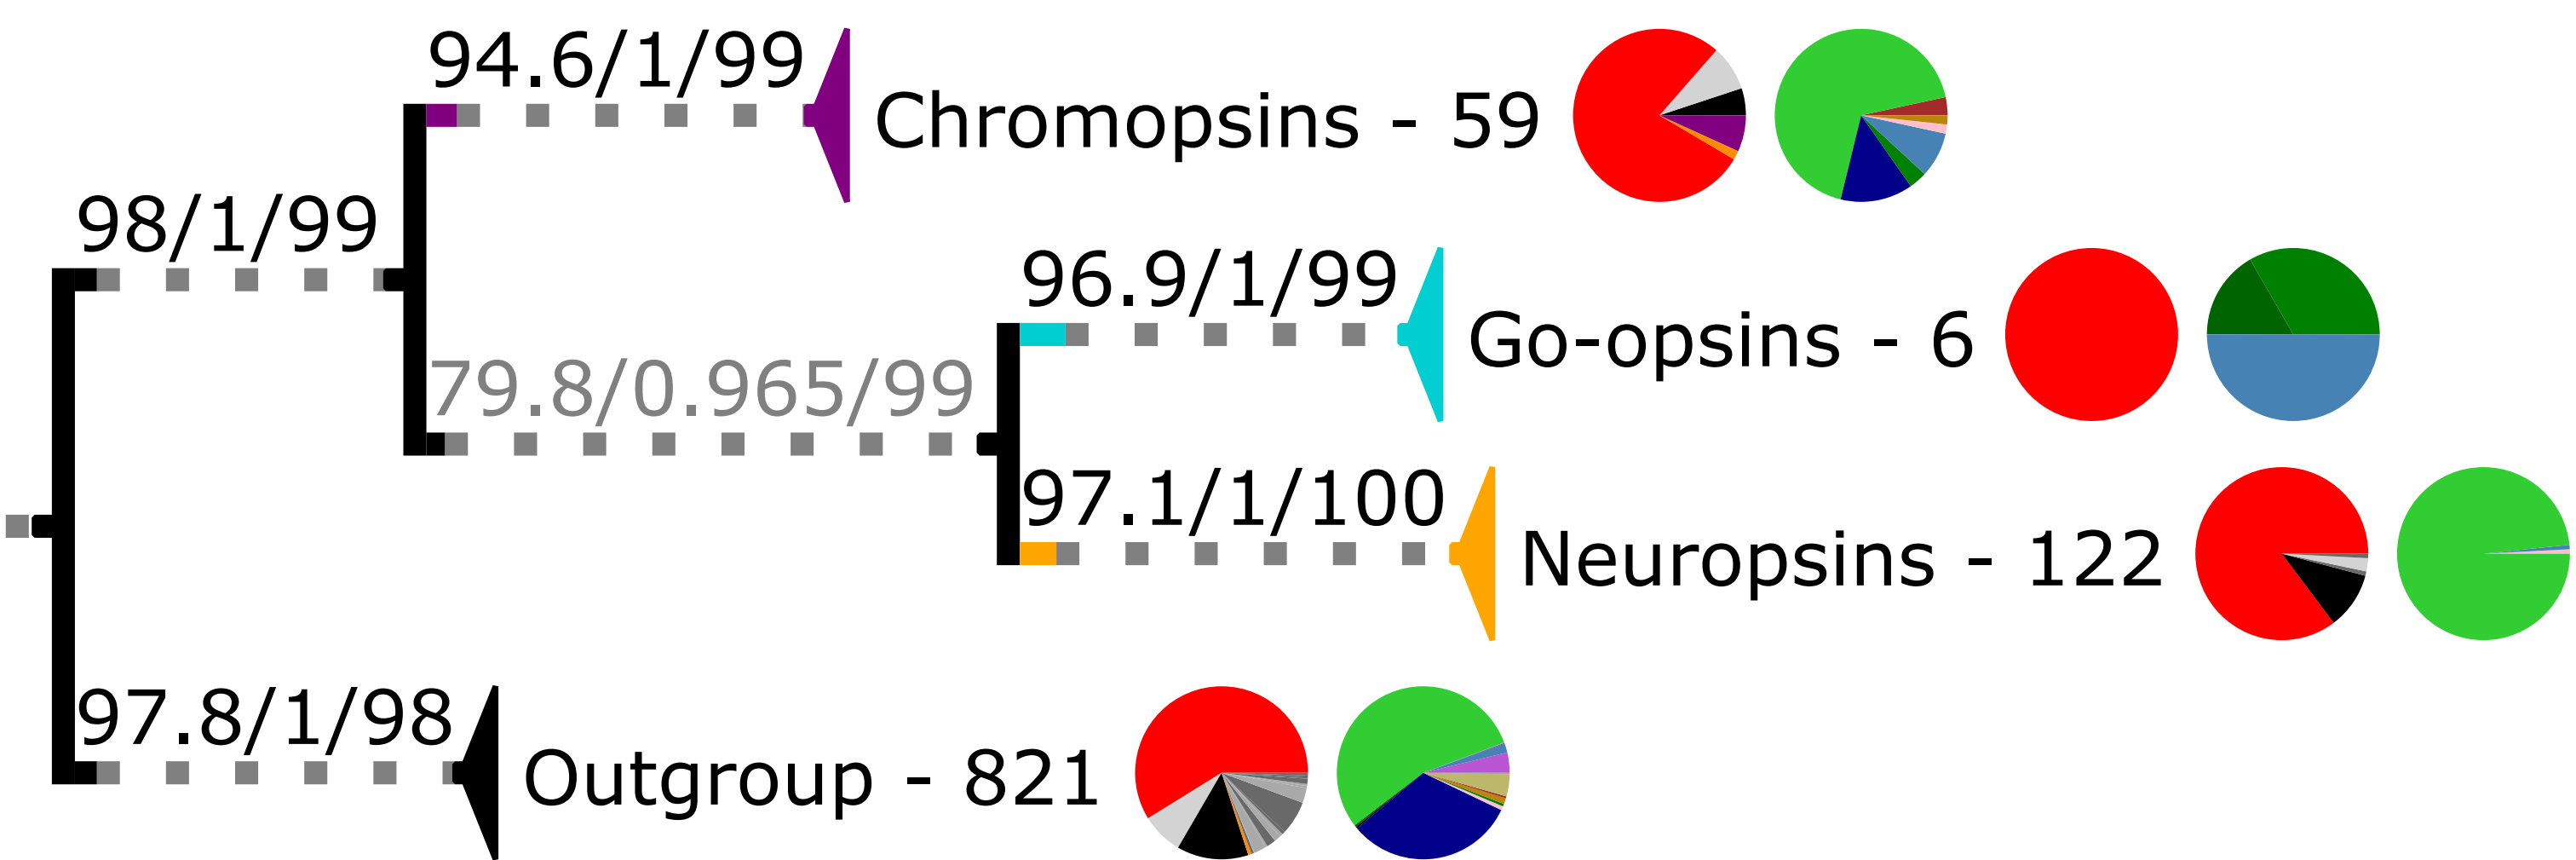 94.6/1/99
Chromopsins - 59
98/1/99
96.9/1/99
Go-opsins - 6
79.8/0.965/99
97.1/1/100
Neuropsins - 122
97.8/1/98
Outgroup - 821